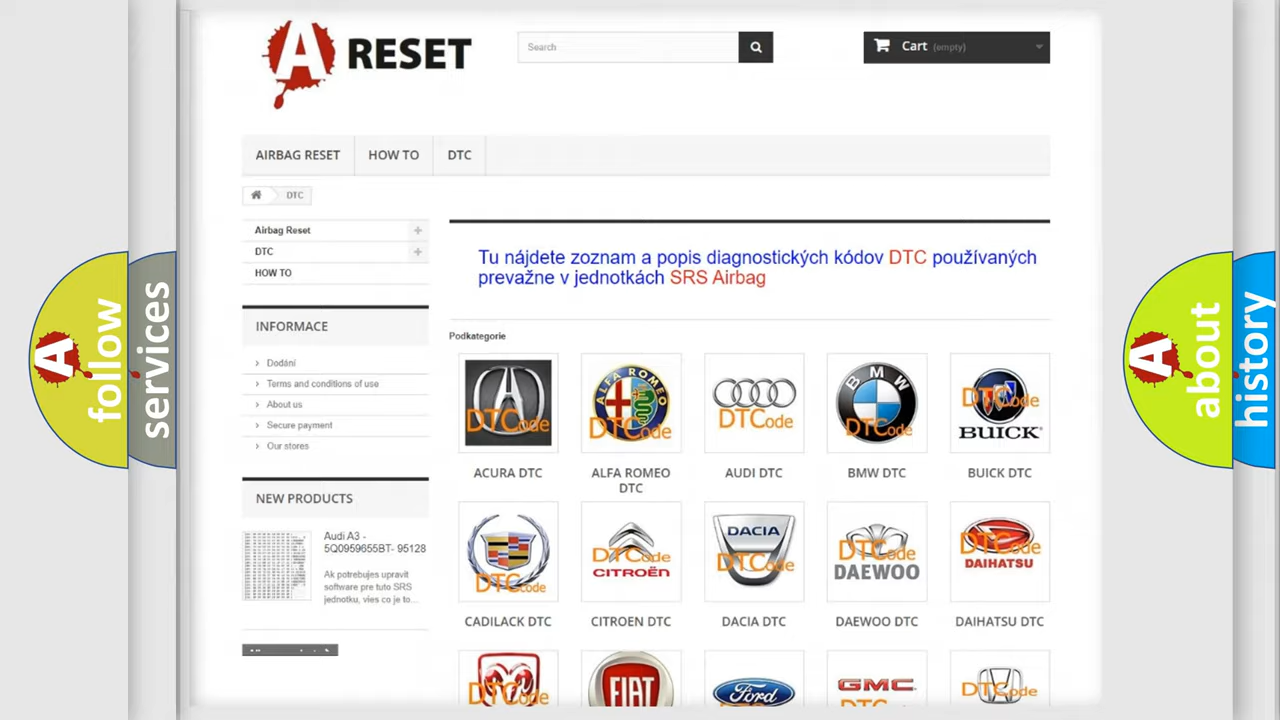 A RESET
Search
Cart (empty)
AIRBAG RESET
HOW TO
DTC
DTC
Airbag Reset
DTC
HOW TO
Tu nájdete zoznam a popis diagnostických kódov DTC používaných
prevažne v jednotkách SRS Airbag
INFORMACE
Dodání
Terms and conditions of use
About us
Secure payment
Our stores
NEW PRODUCTS
Audi A3 -
5Q0959655BT- 95128
Ak potrebujes upravit
software pre tuto SRS
jednotku, vies co je to...
Podkategorie
DTCode
ALFA ROMEO
DTCode
DTCode
BMW
DTCode
DTCode
BUICK
ACURA DTC
ALFA ROMEO
DTC
AUDI DTC
BMW DTC
BUICK DTC
DTCode
DTCode
CITROËN
DACIA
DTCode
DTCode
DAEWOO
DTCode
DAIHATSU
CADILACK DTC
CITROEN DTC
DACIA DTC
DAEWOO DTC
DAIHATSU DTC
DTCode
FIAT
Ford
GMC
DTCode
A follow
services
A about
history